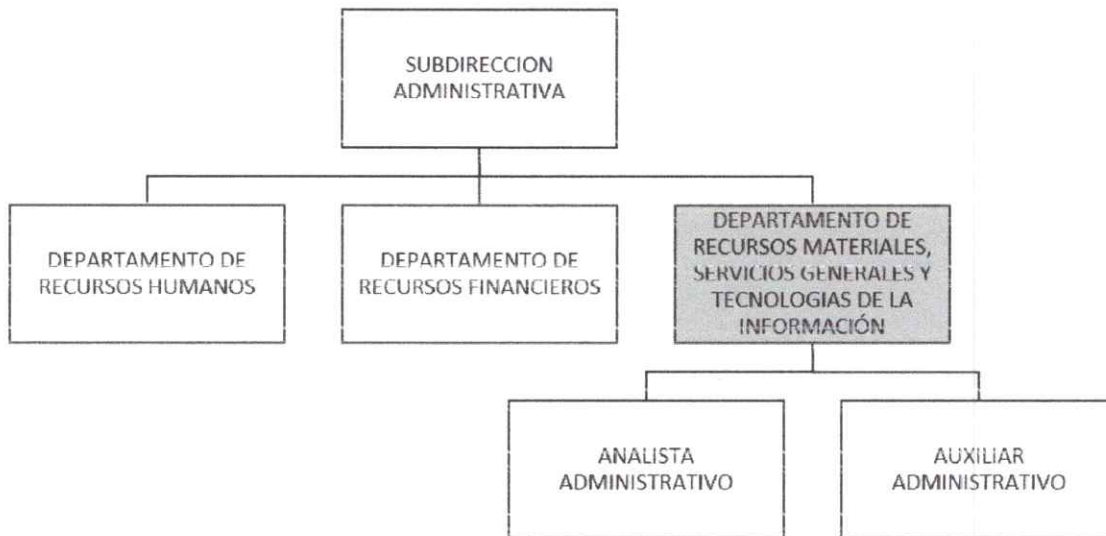 SUBDIRECCION
ADMINISTRATIVA
DEPARTAMENTO DE
RECURSOS HUMANOS
DEPARTAMENTO DE
RECURSOS FINANCIEROS
DEPARTAMENTO DE
RECURSOS MATERIALES,
SERVICIOS GENERALES Y
TECNOLOGIAS DE LA
INFORMACIÓN
ANALISTA
ADMINISTRATIVO
AUXILIAR
ADMINISTRATIVO